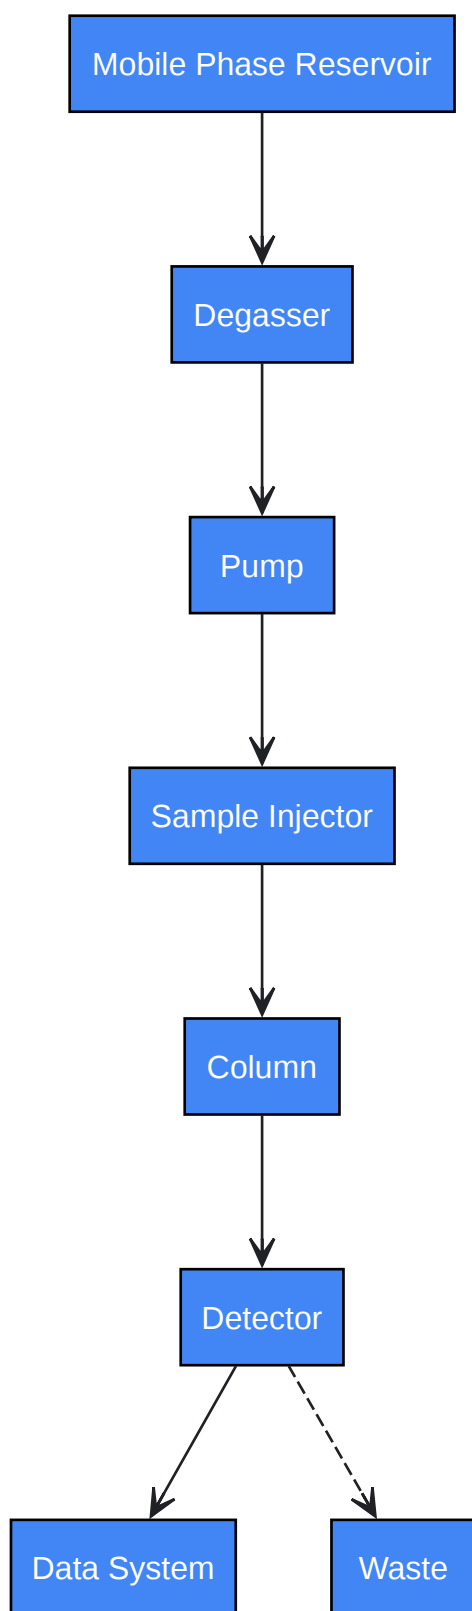 Mobile Phase Reservoir
Degasser
Pump
Sample Injector
Column
Detector
Data System
Waste